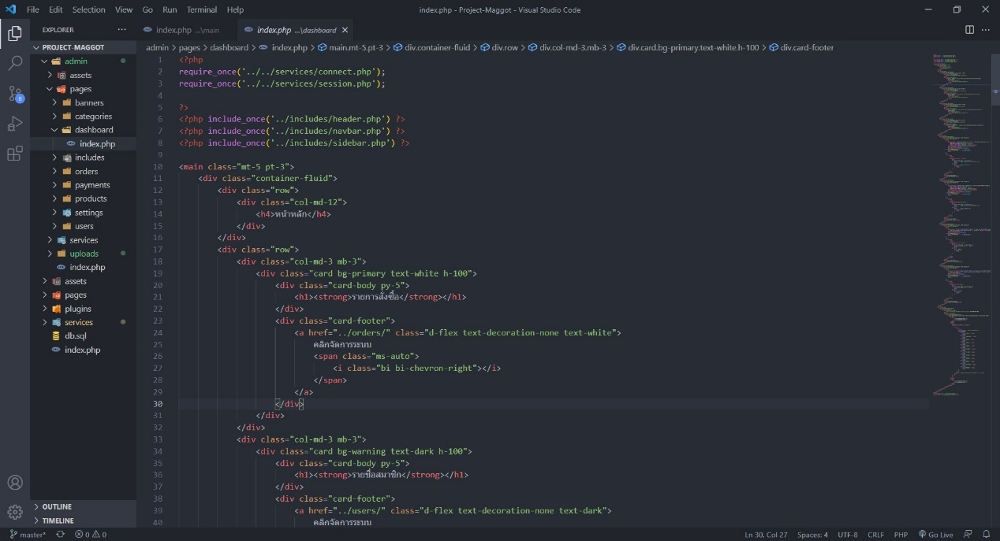 File Edit Selection View Go Run Terminal Help
index.php - Project-Maggot - Visual Studio Code
EXPLORER
index.php ...\main
index.php ...\dashboard
PROJECT-MAGGOT
admin > pages > dashboard > index.php > main.mt-5.pt-3 > div.container-fluid > div.row > div.col-md-3.mb-3 > div.card.bg-primary.text-white.h-100 > div.card-footer
admin
assets
pages
banners
categories
dashboard
index.php
includes
orders
payments
products
settings
users
services
uploads
index.php
assets
pages
plugins
services
db.sql
index.php
OUTLINE
TIMELINE
8
1 <?php
2 require_once('../../services/connect.php');
3 require_once('../../services/session.php');
4
5 ?>
6 <?php include_once('../includes/header.php') ?>
7 <?php include_once('../includes/navbar.php') ?>
8 <?php include_once('../includes/sidebar.php') ?>
9
10 <main class="mt-5 pt-3">
11 <div class="container-fluid">
12 <div class="row">
13 <div class="col-md-12">
14 <h4>หน้าหลัก</h4>
15 </div>
16 </div>
17 <div class="row">
18 <div class="col-md-3 mb-3">
19 <div class="card bg-primary text-white h-100">
20 <div class="card-body py-5">
21 <h1><strong>รายการสั่งซื้อ</strong></h1>
22 </div>
23 <div class="card-footer">
24 <a href="../orders/" class="d-flex text-decoration-none text-white">
25 คลิกจัดการระบบ
26 <span class="ms-auto">
27 <i class="bi bi-chevron-right"></i>
28 </span>
29 </a>
30 </div>
31 </div>
32 </div>
33 <div class="col-md-3 mb-3">
34 <div class="card bg-warning text-dark h-100">
35 <div class="card-body py-5">
36 <h1><strong>รายชื่อสมาชิก</strong></h1>
37 </div>
38 <div class="card-footer">
39 <a href="../users/" class="d-flex text-decoration-none text-dark">
40 คลิกจัดการระบบ
master* 0 0
Ln 30, Col 27 Spaces: 4 UTF-8 CRLF PHP Go Live